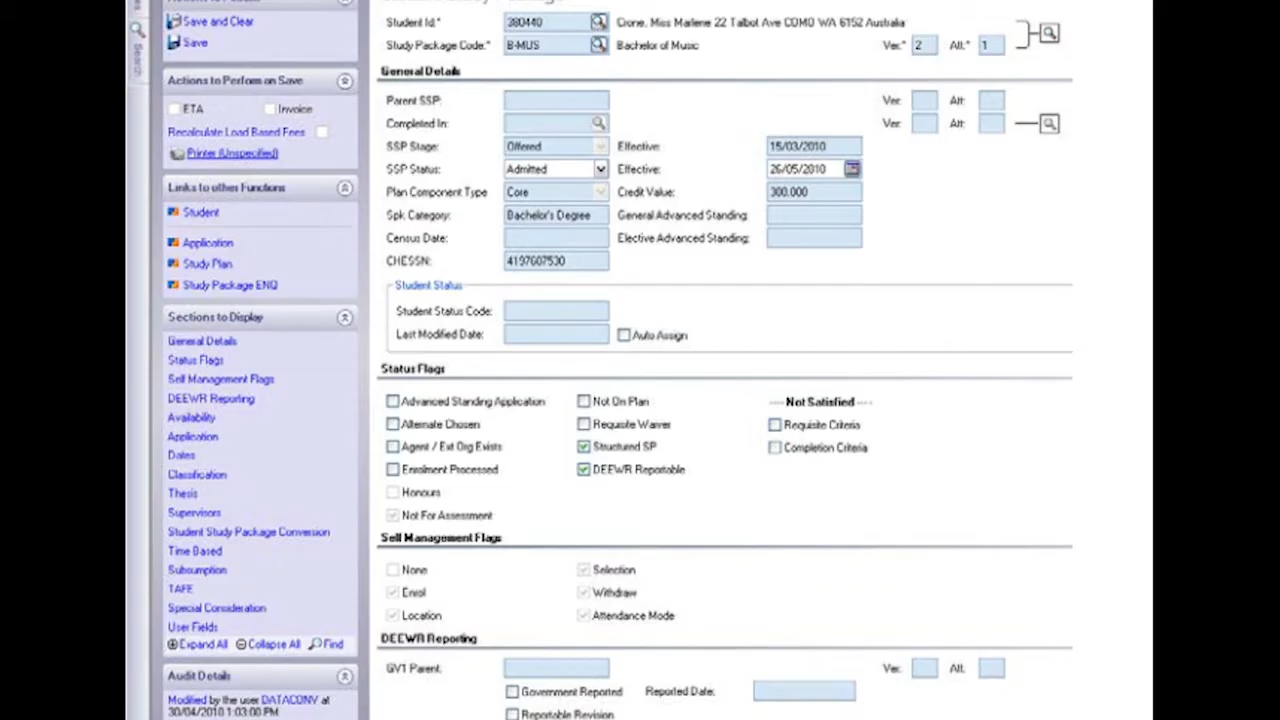 Save and Clear
Save
Actions to Perform on Save
ETA Invoice
Recalculate Load Based Fees
Printer (Unspecified)
Links to other Functions
Student
Application
Study Plan
Study Package ENQ
Sections to Display
General Details
Status Flags
Self Management Flags
DEEWR Reporting
Availability
Application
Dates
Classification
Thesis
Supervisors
Student Study Package Conversion
Time Based
Subsumption
TAFE
Special Consideration
User Fields
Expand All Collapse All Find
Audit Details
Modified by the user DATACONV at
30/04/2010 1:03:00 PM
Search
Student Id:* 380440 Cione, Miss Marlene 22 Talbot Ave COMO WA 6152 Australia
Study Package Code:* B-MUS Bachelor of Music Ver:* 2 Alt:* 1
General Details
Parent SSP: Ver: Alt:
Completed In: Ver: Alt:
SSP Stage: Offered Effective: 15/03/2010
SSP Status: Admitted Effective: 26/05/2010
Plan Component Type Core Credit Value: 300.000
Spk Category: Bachelor's Degree General Advanced Standing:
Census Date: Elective Advanced Standing:
CHESSN: 4197607530
Student Status
Student Status Code:
Last Modified Date: Auto Assign
Status Flags
Advanced Standing Application Not On Plan ---- Not Satisfied ----
Alternate Chosen Requisite Waiver Requisite Criteria
Agent / Ext Org Exists Structured SP Completion Criteria
Enrolment Processed DEEWR Reportable
Honours
Not For Assessment
Self Management Flags
None Selection
Enrol Withdraw
Location Attendance Mode
DEEWR Reporting
GV1 Parent: Ver: Alt:
Government Reported Reported Date:
Reportable Revision